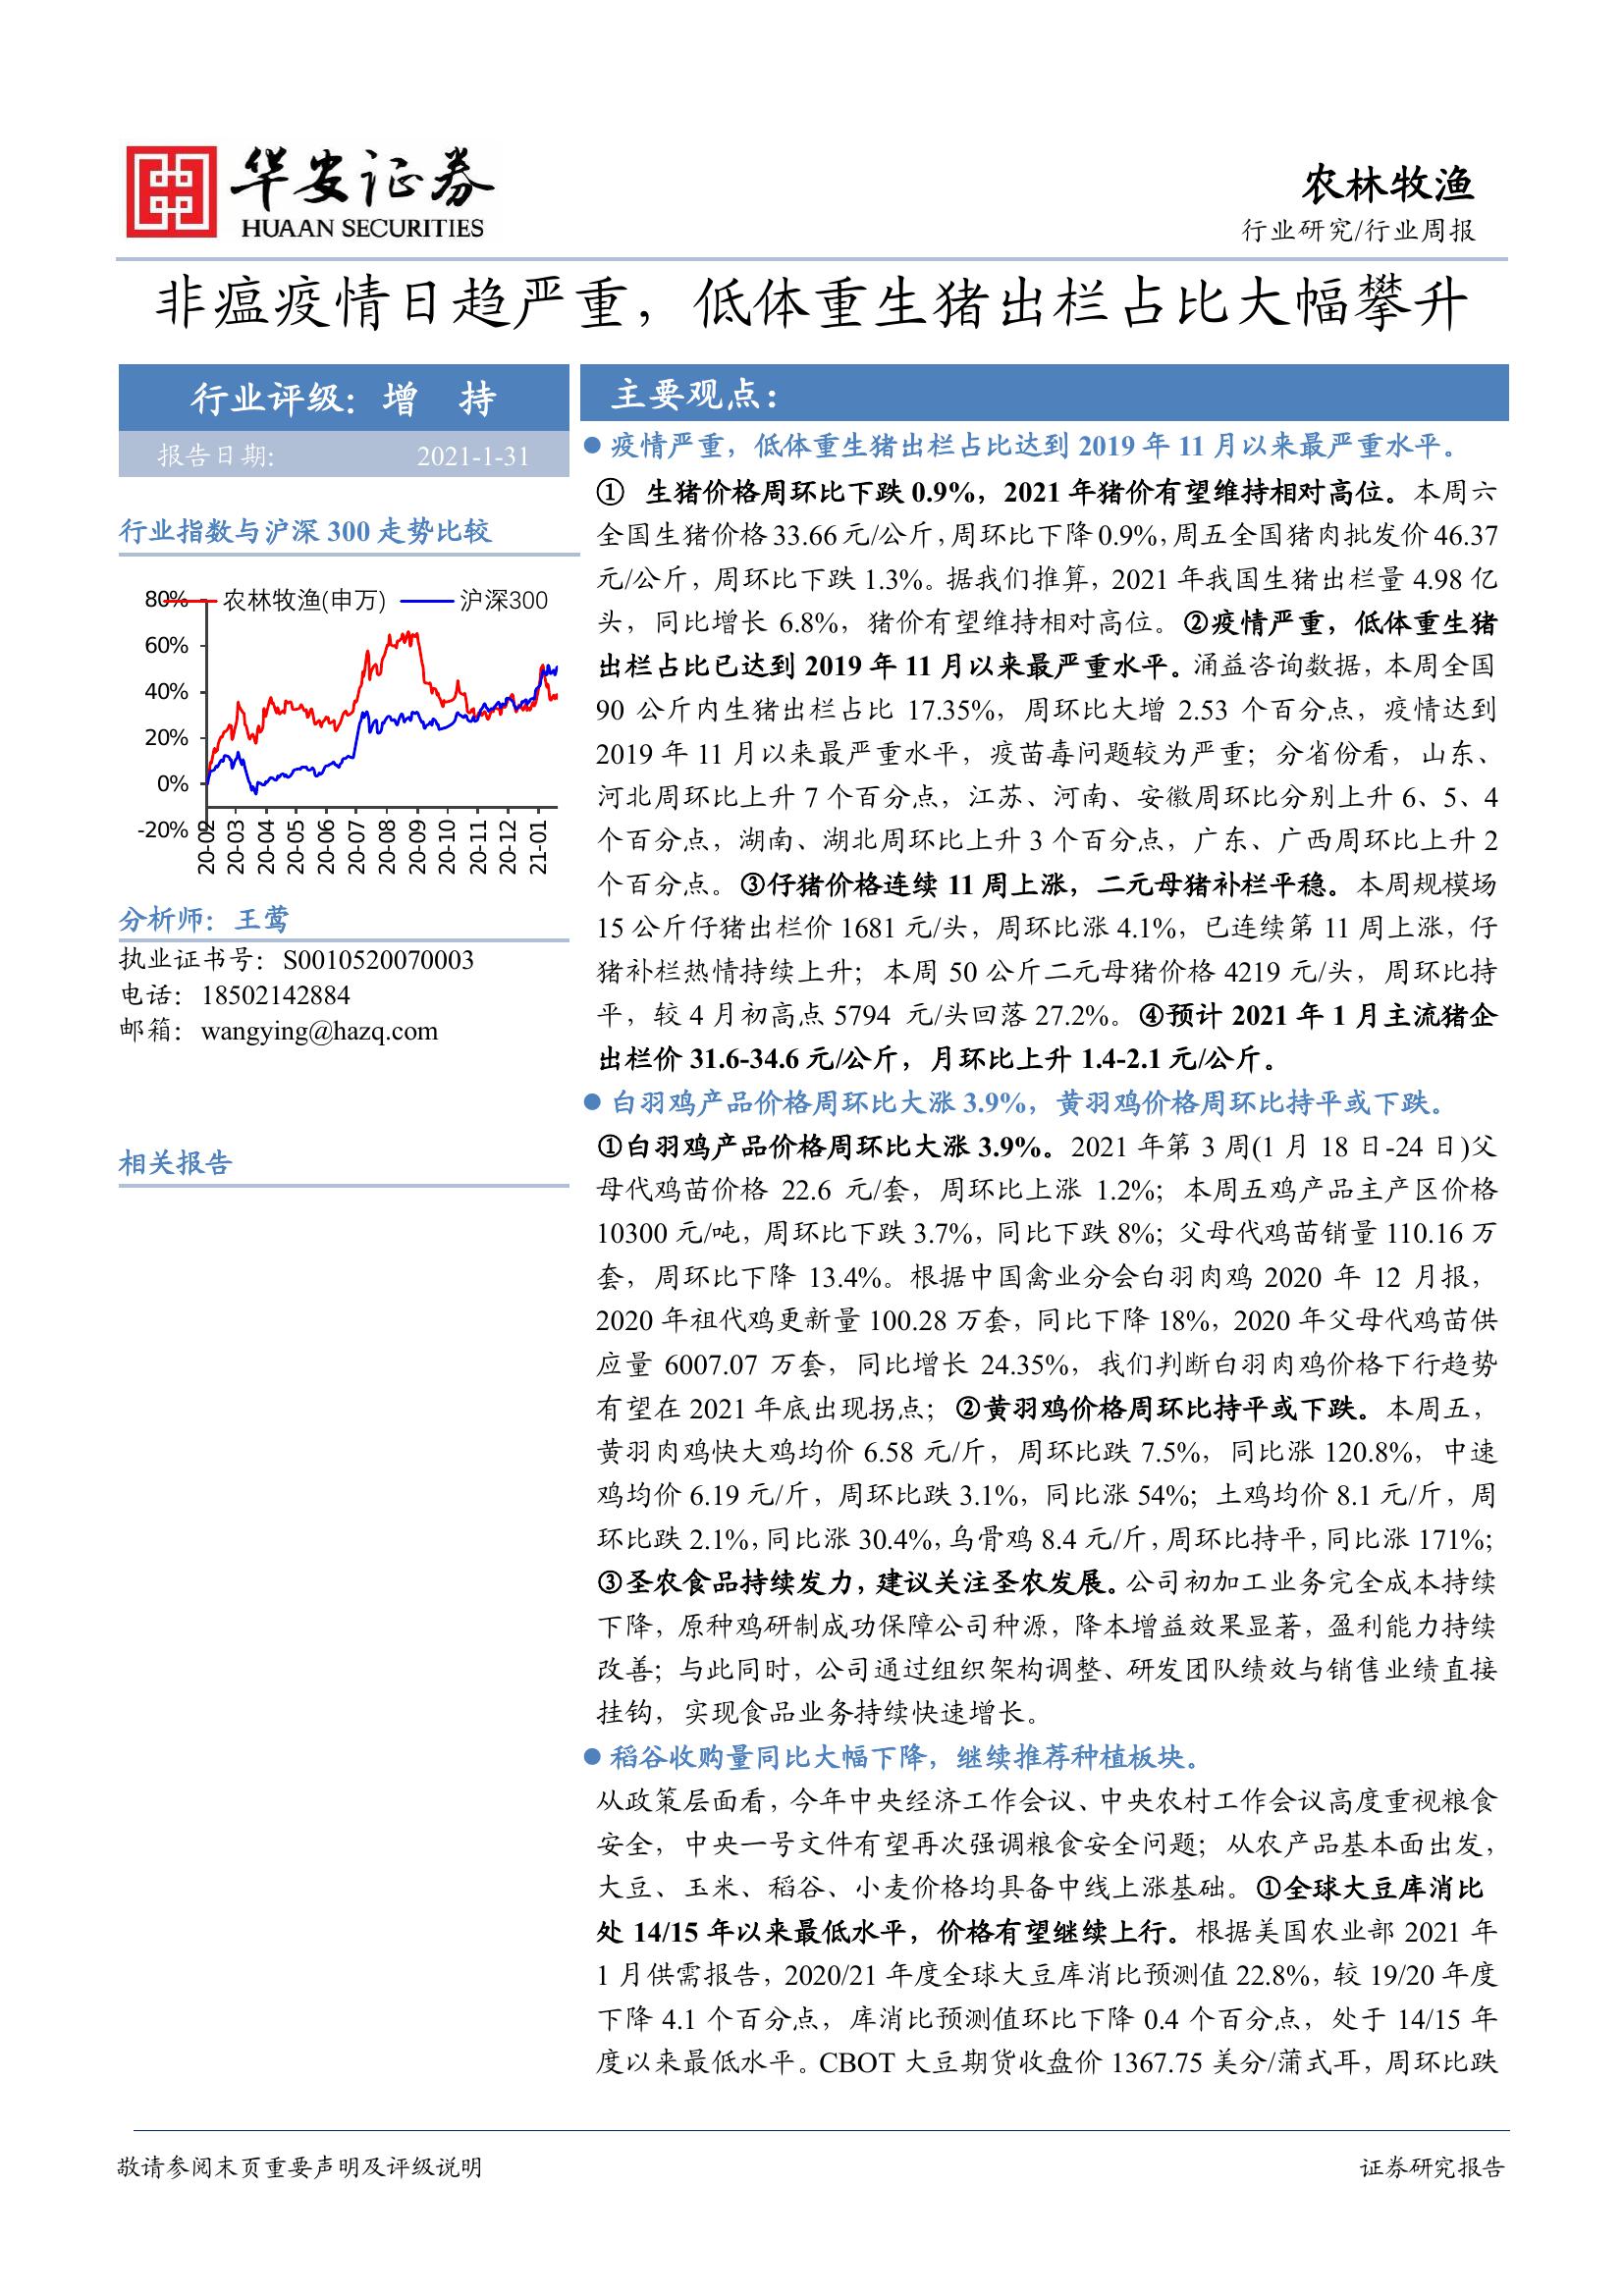 华安证券
HUAAN SECURITIES
农林牧渔
行业研究/行业周报
非瘟疫情日趋严重，低体重生猪出栏占比大幅攀升
行业评级：增 持
报告日期: 2021-1-31
行业指数与沪深 300 走势比较
农林牧渔(申万) 沪深300
80%
60%
40%
20%
0%
-20%
20-02
20-03
20-04
20-05
20-06
20-07
20-08
20-09
20-10
20-11
20-12
21-01
分析师：王莺
执业证书号：S0010520070003
电话：18502142884
邮箱：wangying@hazq.com
相关报告
主要观点：
● 疫情严重，低体重生猪出栏占比达到 2019 年 11 月以来最严重水平。
① 生猪价格周环比下跌 0.9%，2021 年猪价有望维持相对高位。本周六
全国生猪价格 33.66 元/公斤，周环比下降 0.9%，周五全国猪肉批发价 46.37
元/公斤，周环比下跌 1.3%。据我们推算，2021 年我国生猪出栏量 4.98 亿
头，同比增长 6.8%，猪价有望维持相对高位。②疫情严重，低体重生猪
出栏占比已达到 2019 年 11 月以来最严重水平。涌益咨询数据，本周全国
90 公斤内生猪出栏占比 17.35%，周环比大增 2.53 个百分点，疫情达到
2019 年 11 月以来最严重水平，疫苗毒问题较为严重；分省份看，山东、
河北周环比上升 7 个百分点，江苏、河南、安徽周环比分别上升 6、5、4
个百分点，湖南、湖北周环比上升 3 个百分点，广东、广西周环比上升 2
个百分点。③仔猪价格连续 11 周上涨，二元母猪补栏平稳。本周规模场
15 公斤仔猪出栏价 1681 元/头，周环比涨 4.1%，已连续第 11 周上涨，仔
猪补栏热情持续上升；本周 50 公斤二元母猪价格 4219 元/头，周环比持
平，较 4 月初高点 5794 元/头回落 27.2%。④预计 2021 年 1 月主流猪企
出栏价 31.6-34.6 元/公斤，月环比上升 1.4-2.1 元/公斤。
● 白羽鸡产品价格周环比大涨 3.9%，黄羽鸡价格周环比持平或下跌。
①白羽鸡产品价格周环比大涨 3.9%。2021 年第 3 周(1 月 18 日-24 日)父
母代鸡苗价格 22.6 元/套，周环比上涨 1.2%；本周五鸡产品主产区价格
10300 元/吨，周环比下跌 3.7%，同比下跌 8%；父母代鸡苗销量 110.16 万
套，周环比下降 13.4%。根据中国禽业分会白羽肉鸡 2020 年 12 月报，
2020 年祖代鸡更新量 100.28 万套，同比下降 18%，2020 年父母代鸡苗供
应量 6007.07 万套，同比增长 24.35%，我们判断白羽肉鸡价格下行趋势
有望在 2021 年底出现拐点；②黄羽鸡价格周环比持平或下跌。本周五，
黄羽肉鸡快大鸡均价 6.58 元/斤，周环比跌 7.5%，同比涨 120.8%，中速
鸡均价 6.19 元/斤，周环比跌 3.1%，同比涨 54%；土鸡均价 8.1 元/斤，周
环比跌 2.1%，同比涨 30.4%，乌骨鸡 8.4 元/斤，周环比持平，同比涨 171%；
③圣农食品持续发力，建议关注圣农发展。公司初加工业务完全成本持续
下降，原种鸡研制成功保障公司种源，降本增益效果显著，盈利能力持续
改善；与此同时，公司通过组织架构调整、研发团队绩效与销售业绩直接
挂钩，实现食品业务持续快速增长。
● 稻谷收购量同比大幅下降，继续推荐种植板块。
从政策层面看，今年中央经济工作会议、中央农村工作会议高度重视粮食
安全，中央一号文件有望再次强调粮食安全问题；从农产品基本面出发，
大豆、玉米、稻谷、小麦价格均具备中线上涨基础。①全球大豆库消比
处 14/15 年以来最低水平，价格有望继续上行。根据美国农业部 2021 年
1 月供需报告，2020/21 年度全球大豆库消比预测值 22.8%，较 19/20 年度
下降 4.1 个百分点，库消比预测值环比下降 0.4 个百分点，处于 14/15 年
度以来最低水平。CBOT 大豆期货收盘价 1367.75 美分/蒲式耳，周环比跌
敬请参阅末页重要声明及评级说明
证券研究报告